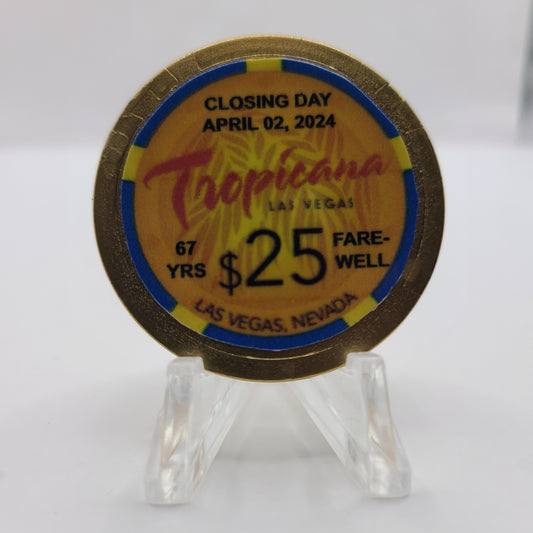 CLOSING DAY
APRIL 02, 2024
Tropicana
LAS VEGAS
67 YRS
$25
FARE-
WELL
LAS VEGAS, NEVADA